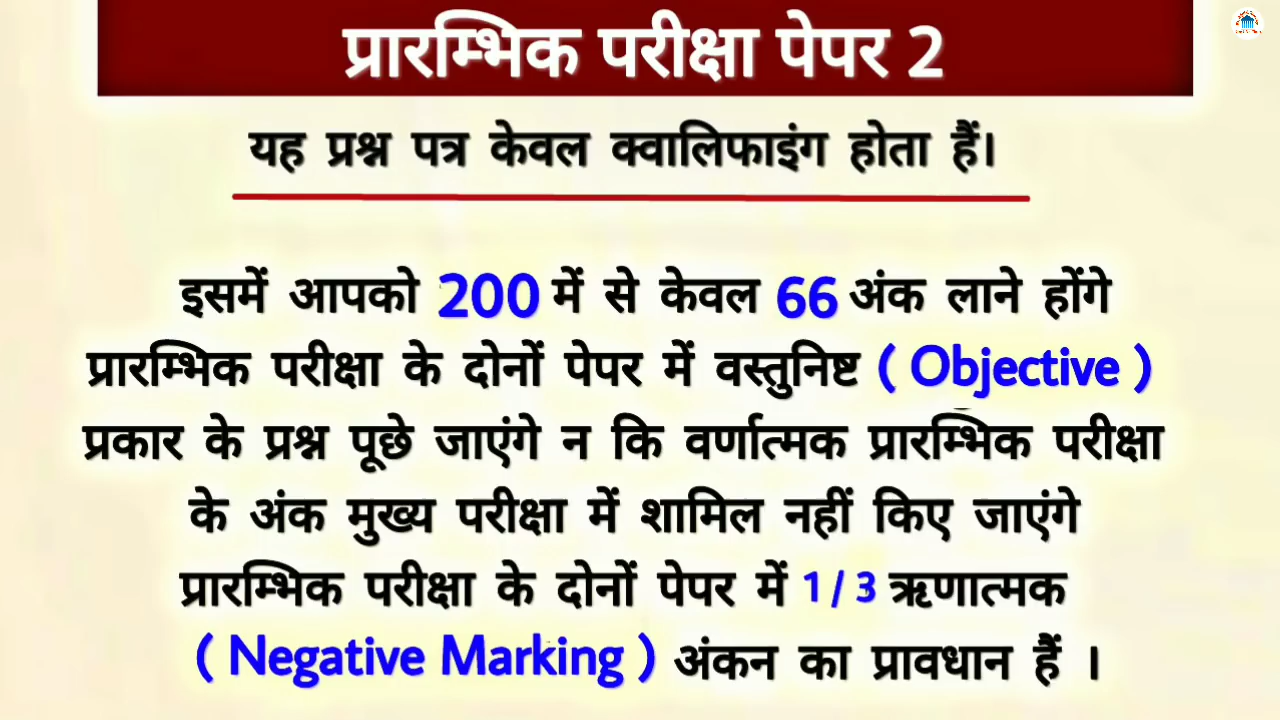 प्रारम्भिक परीक्षा पेपर 2
यह प्रश्न पत्र केवल क्वालिफाइंग होता हैं।
इसमें आपको 200 में से केवल 66 अंक लाने होंगे
प्रारम्भिक परीक्षा के दोनों पेपर में वस्तुनिष्ट ( Objective )
प्रकार के प्रश्न पूछे जाएंगे न कि वर्णात्मक प्रारम्भिक परीक्षा
के अंक मुख्य परीक्षा में शामिल नहीं किए जाएंगे
प्रारम्भिक परीक्षा के दोनों पेपर में 1 / 3 ऋणात्मक
( Negative Marking ) अंकन का प्रावधान हैं ।